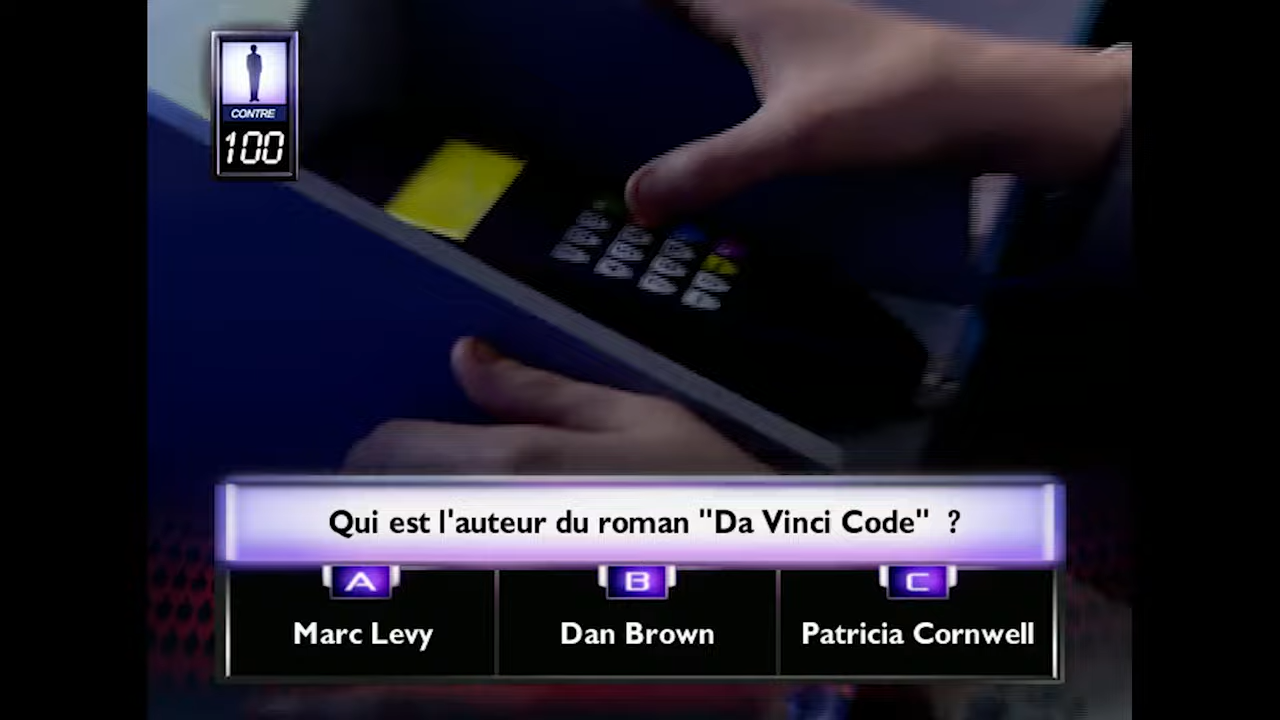 CONTRE
100
Qui est l'auteur du roman "Da Vinci Code" ?
A
B
C
Marc Levy
Dan Brown
Patricia Cornwell